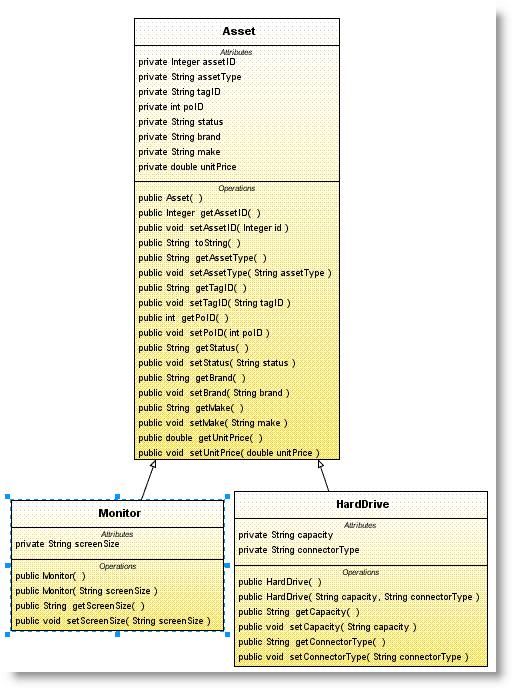 Asset
Attributes
private Integer assetID
private String assetType
private String tagID
private int poID
private String status
private String brand
private String make
private double unitPrice
Operations
public Asset( )
public Integer getAssetID( )
public void setAssetID( Integer id )
public String toString( )
public String getAssetType( )
public void setAssetType( String assetType )
public String getTagID( )
public void setTagID( String tagID )
public int getPoID( )
public void setPoID( int poID )
public String getStatus( )
public void setStatus( String status )
public String getBrand( )
public void setBrand( String brand )
public String getMake( )
public void setMake( String make )
public double getUnitPrice( )
public void setUnitPrice( double unitPrice )
Monitor
Attributes
private String screenSize
Operations
public Monitor( )
public Monitor( String screenSize )
public String getScreenSize( )
public void setScreenSize( String screenSize )
HardDrive
Attributes
private String capacity
private String connectorType
Operations
public HardDrive( )
public HardDrive( String capacity, String connectorType )
public String getCapacity( )
public void setCapacity( String capacity )
public String getConnectorType( )
public void setConnectorType( String connectorType )